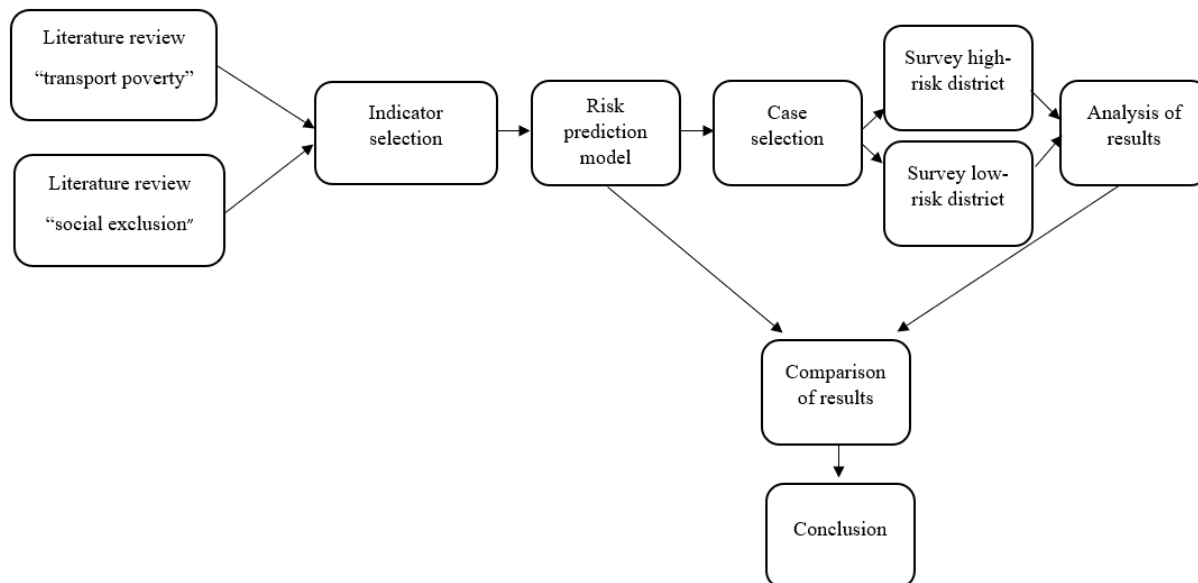 Literature review
“transport poverty”
Literature review
“social exclusion”
Indicator
selection
Risk
prediction
model
Case
selection
Survey high-
risk district
Survey low-
risk district
Analysis of
results
Comparison
of results
Conclusion